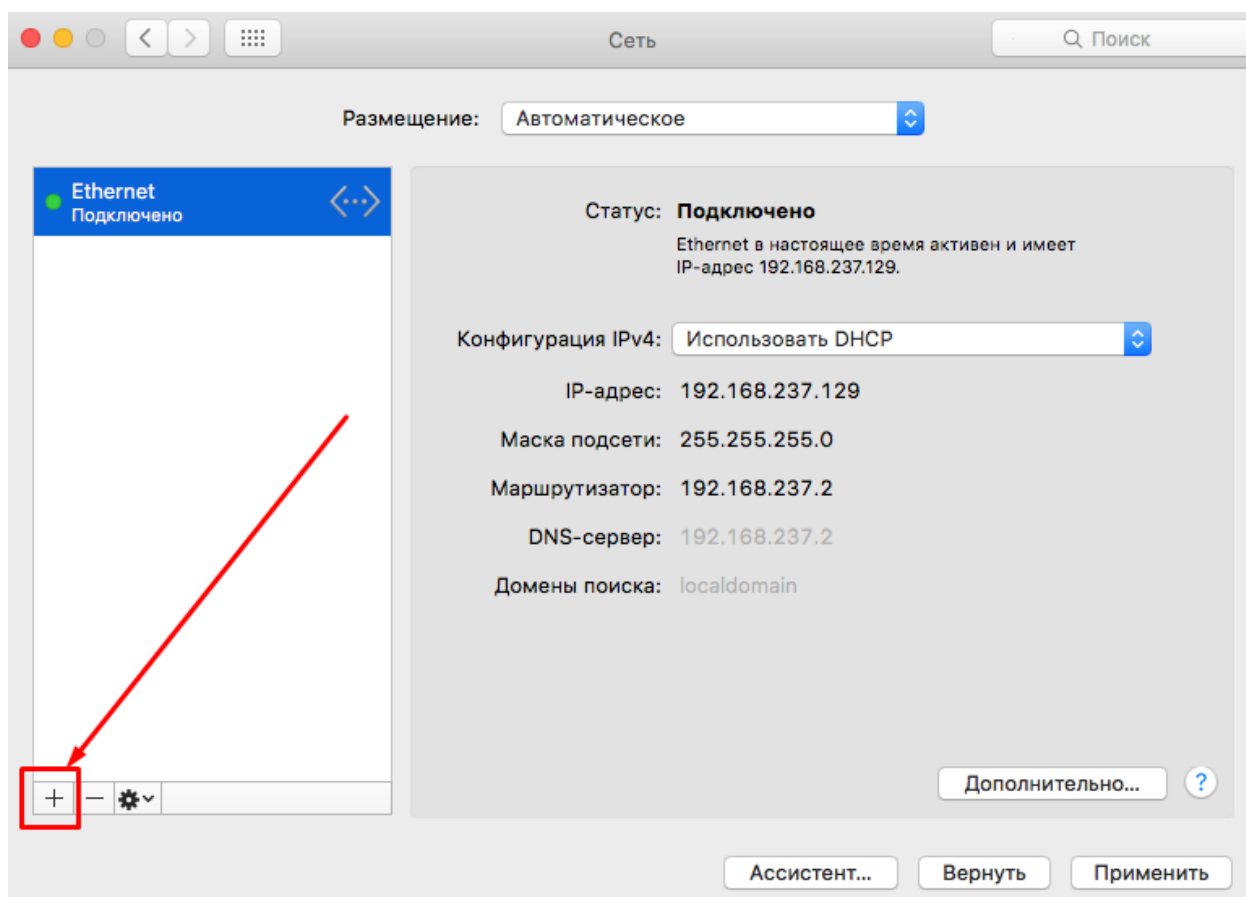 Сеть
Поиск
Размещение: Автоматическое
Ethernet
Подключено
Статус: Подключено
Ethernet в настоящее время активен и имеет
IP-адрес 192.168.237.129.
Конфигурация IPv4: Использовать DHCP
IP-адрес: 192.168.237.129
Маска подсети: 255.255.255.0
Маршрутизатор: 192.168.237.2
DNS-сервер: 192.168.237.2
Домены поиска: localdomain
+ −
Дополнительно... ?
Ассистент... Вернуть Применить